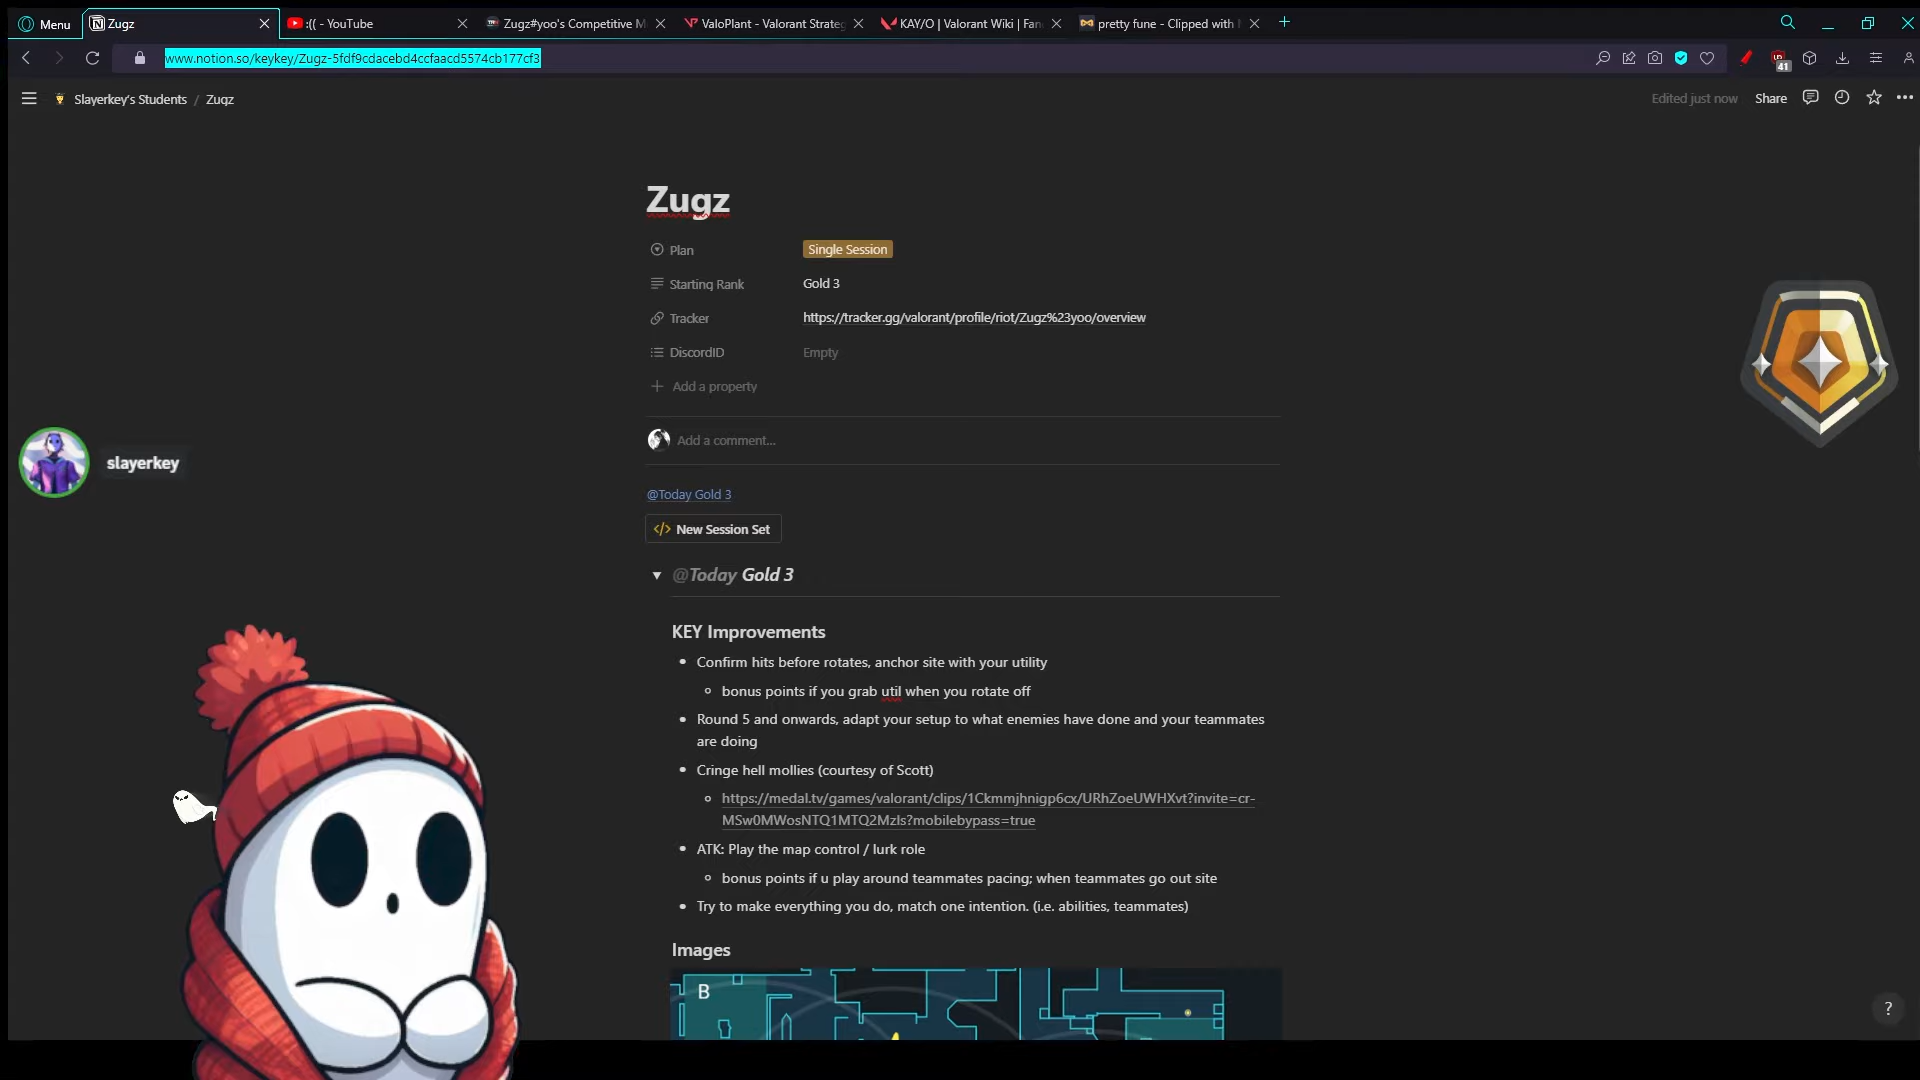 Menu
Zugz
:(( - YouTube
Zugz#yoo's Competitive M
ValoPlant - Valorant Strateg
KAY/O | Valorant Wiki | Fan
pretty fune - Clipped with
www.notion.so/keykey/Zugz-5fdf9cdacebd4ccfaacd5574cb177cf3
41
Slayerkey's Students / Zugz
Edited just now
Share
Zugz
Plan
Single Session
Starting Rank
Gold 3
Tracker
https://tracker.gg/valorant/profile/riot/Zugz%23yoo/overview
DiscordID
Empty
Add a property
Add a comment...
slayerkey
@Today Gold 3
</> New Session Set
@Today Gold 3
KEY Improvements
• Confirm hits before rotates, anchor site with your utility
bonus points if you grab util when you rotate off
• Round 5 and onwards, adapt your setup to what enemies have done and your teammates
are doing
• Cringe hell mollies (courtesy of Scott)
https://medal.tv/games/valorant/clips/1Ckmmjhnigp6cx/URhZoeUWHXvt?invite=cr-
MSw0MWosNTQ1MTQ2MzIs?mobilebypass=true
• ATK: Play the map control / lurk role
bonus points if u play around teammates pacing; when teammates go out site
• Try to make everything you do, match one intention. (i.e. abilities, teammates)
Images
B
?